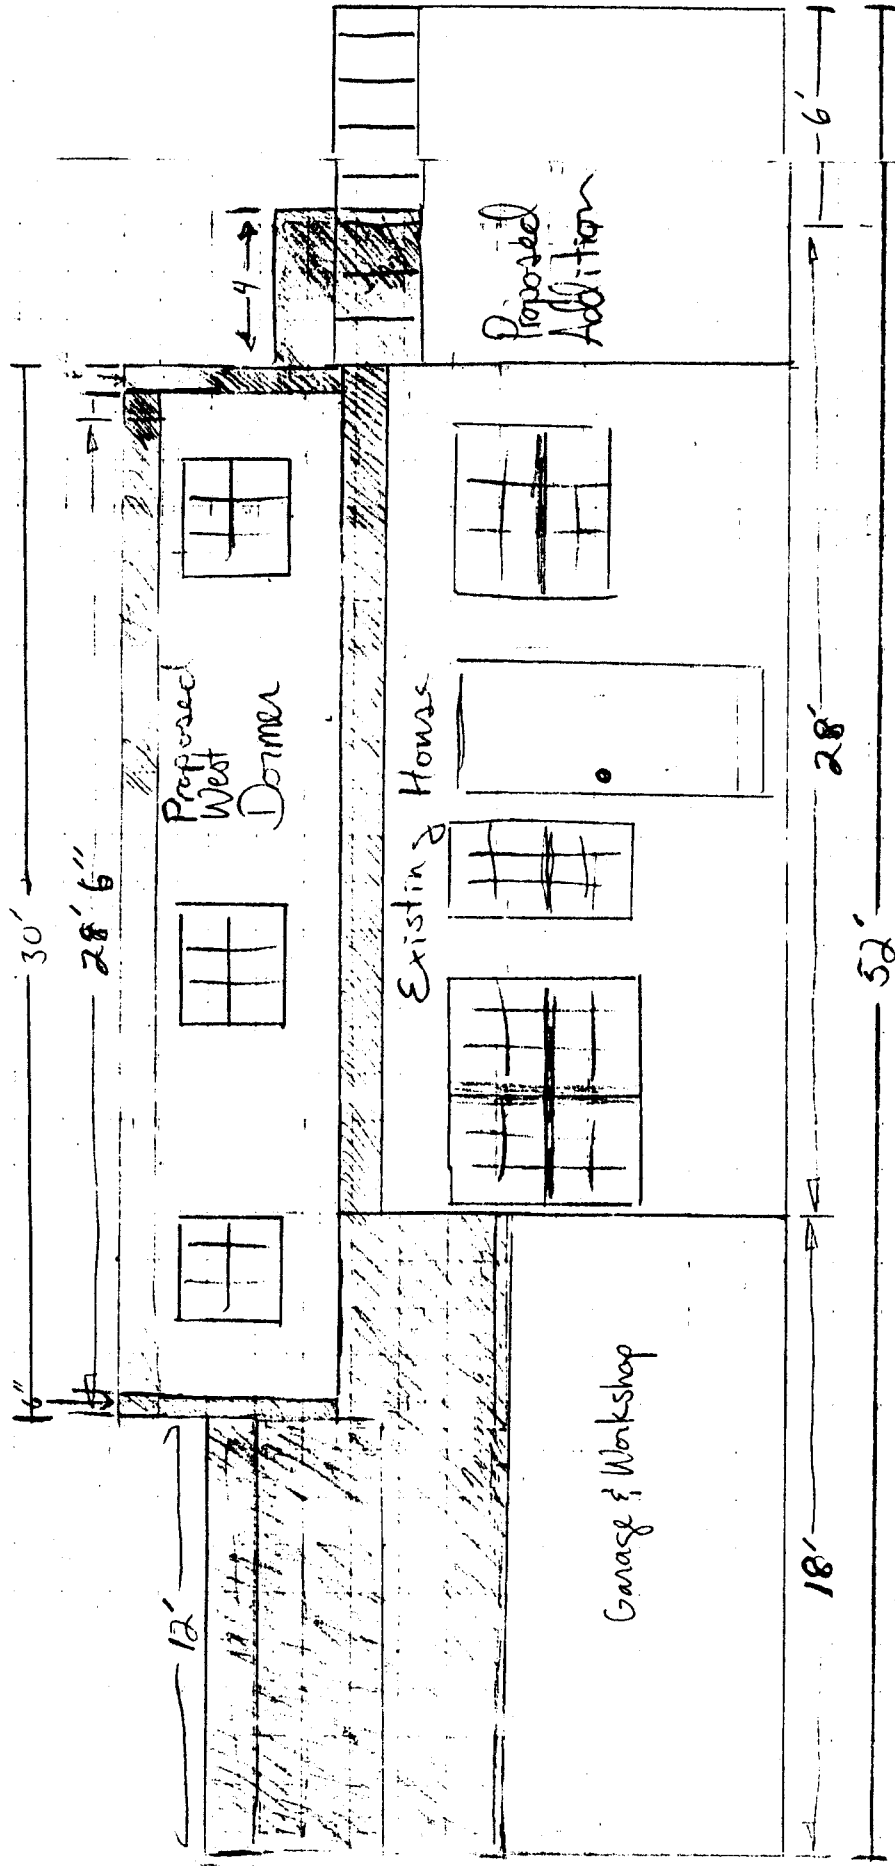 30'
6"
28' 6"
12'
4
Proposed
West
Dormer
Existing House
Proposed
Addition
Garage & Workshop
18'
28'
6'
52'